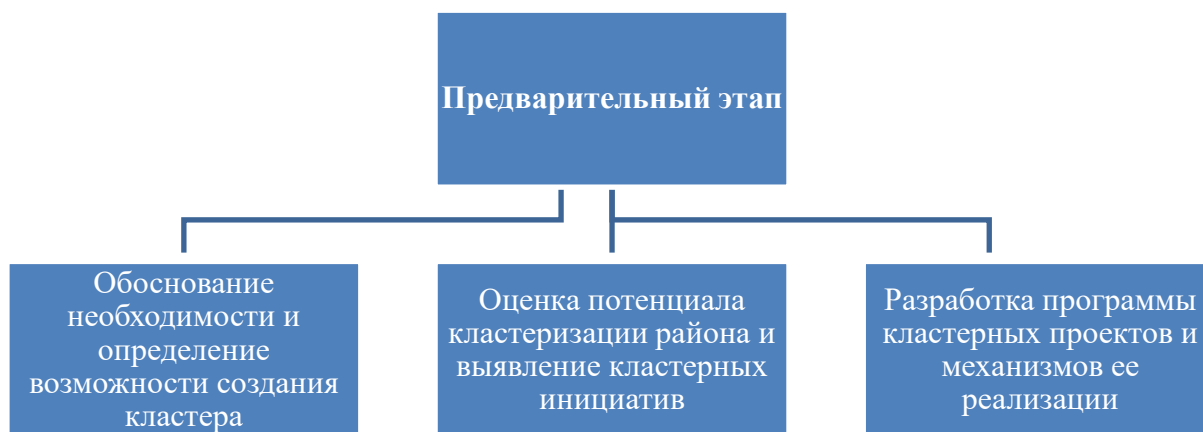 Предварительный этап
Обоснование
необходимости и
определение
возможности создания
кластера
Оценка потенциала
кластеризации района и
выявление кластерных
инициатив
Разработка программы
кластерных проектов и
механизмов ее
реализации